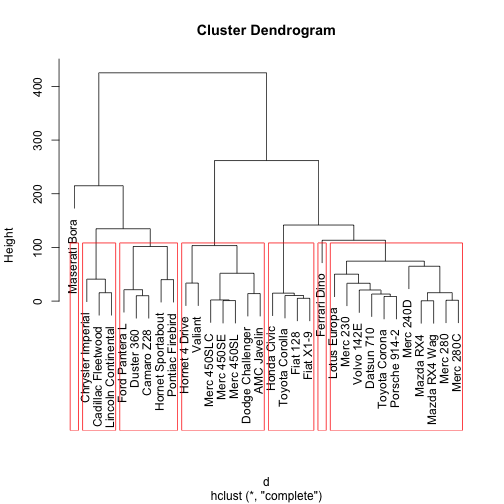 Cluster Dendrogram
Height
0
100
200
300
400
Maserati Bora
Chrysler Imperial
Cadillac Fleetwood
Lincoln Continental
Ford Pantera L
Duster 360
Camaro Z28
Hornet Sportabout
Pontiac Firebird
Hornet 4 Drive
Valiant
Merc 450SLC
Merc 450SE
Merc 450SL
Dodge Challenger
AMC Javelin
Honda Civic
Toyota Corolla
Fiat 128
Fiat X1-9
Ferrari Dino
Lotus Europa
Merc 230
Volvo 142E
Datsun 710
Toyota Corona
Porsche 914-2
Merc 240D
Mazda RX4
Mazda RX4 Wag
Merc 280
Merc 280C
d
hclust (*, "complete")